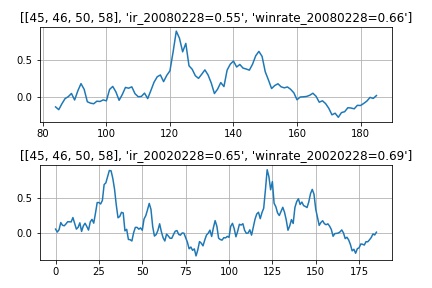 [[45, 46, 50, 58], 'ir_20080228=0.55', 'winrate_20080228=0.66']
0.5
0.0
80 100 120 140 160 180
[[45, 46, 50, 58], 'ir_20020228=0.65', 'winrate_20020228=0.69']
0.5
0.0
0 25 50 75 100 125 150 175